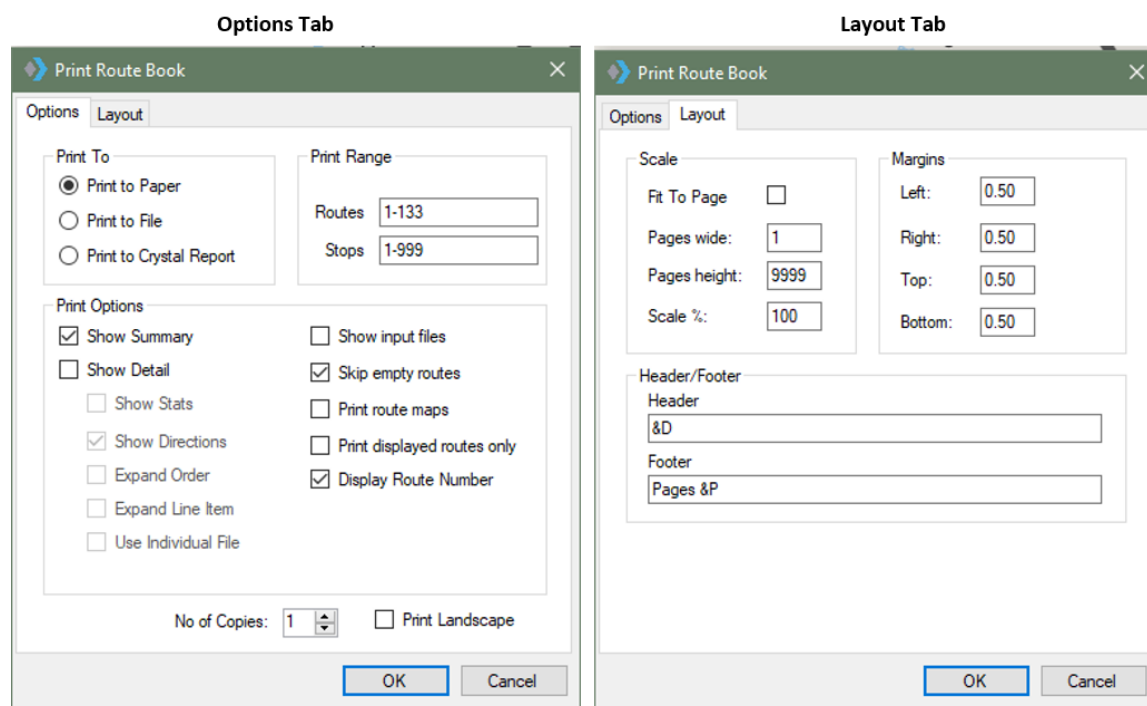 Options Tab
Layout Tab
Print Route Book
Options Layout
Print To
Print to Paper
Print to File
Print to Crystal Report
Print Range
Routes 1-133
Stops 1-999
Print Options
Show Summary
Show Detail
Show Stats
Show Directions
Expand Order
Expand Line Item
Use Individual File
Show input files
Skip empty routes
Print route maps
Print displayed routes only
Display Route Number
No of Copies: 1 Print Landscape
OK Cancel
Print Route Book
Options Layout
Scale
Fit To Page
Pages wide: 1
Pages height: 9999
Scale %: 100
Margins
Left: 0.50
Right: 0.50
Top: 0.50
Bottom: 0.50
Header/Footer
Header
&D
Footer
Pages &P
OK Cancel